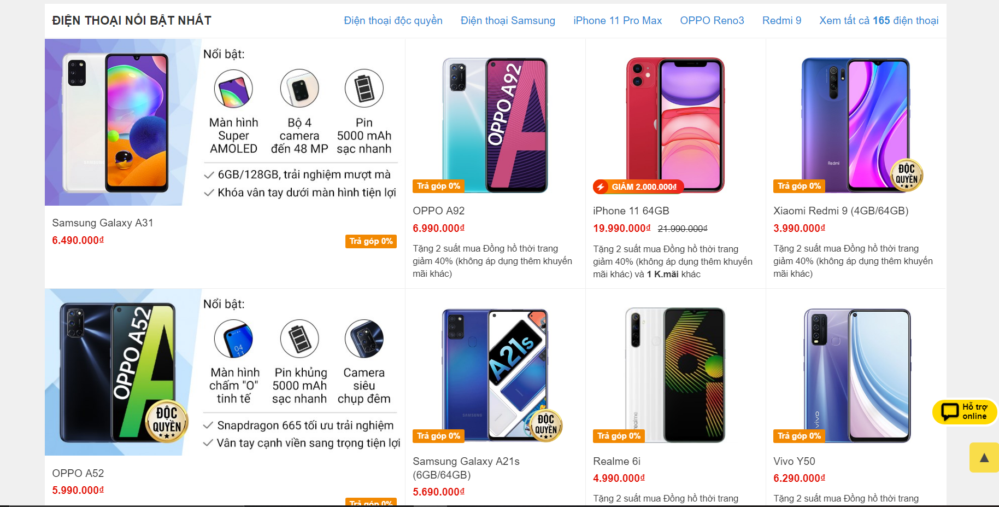 ĐIỆN THOẠI NỔI BẬT NHẤT
Điện thoại độc quyền
Điện thoại Samsung
iPhone 11 Pro Max
OPPO Reno3
Redmi 9
Xem tất cả 165 điện thoại
Nổi bật:
Màn hình
Super
AMOLED
Bộ 4
camera
đến 48 MP
Pin
5000 mAh
sạc nhanh
6GB/128GB, trải nghiệm mượt mà
Khóa vân tay dưới màn hình tiện lợi
SAMSUNG
Samsung Galaxy A31
6.490.000₫
Trả góp 0%
OPPO A92
Trả góp 0%
OPPO A92
6.990.000₫
Tặng 2 suất mua Đồng hồ thời trang
giảm 40% (không áp dụng thêm khuyến
mãi khác)
GIẢM 2.000.000₫
iPhone 11 64GB
19.990.000₫ 21.990.000₫
Tặng 2 suất mua Đồng hồ thời trang
giảm 40% (không áp dụng thêm khuyến
mãi khác) và 1 K.mãi khác
Redmi
ĐỘC
QUYỀN
Trả góp 0%
Xiaomi Redmi 9 (4GB/64GB)
3.990.000₫
Tặng 2 suất mua Đồng hồ thời trang
giảm 40% (không áp dụng thêm khuyến
mãi khác)
OPPO A52
ĐỘC
QUYỀN
Nổi bật:
04
11
Màn hình
chấm "O"
tinh tế
Pin khủng
5000 mAh
sạc nhanh
Camera
siêu
chụp đêm
Snapdragon 665 tối ưu trải nghiệm
Vân tay cạnh viền sang trọng tiện lợi
OPPO A52
5.990.000₫
Trả góp 0%
A21s
SAMSUNG
ĐỘC
QUYỀN
Trả góp 0%
Samsung Galaxy A21s
(6GB/64GB)
5.690.000₫
realme
Trả góp 0%
Realme 6i
4.990.000₫
Tặng 2 suất mua Đồng hồ thời trang
vivo
Trả góp 0%
Vivo Y50
6.290.000₫
Tặng 2 suất mua Đồng hồ thời trang
Hỗ trợ
online